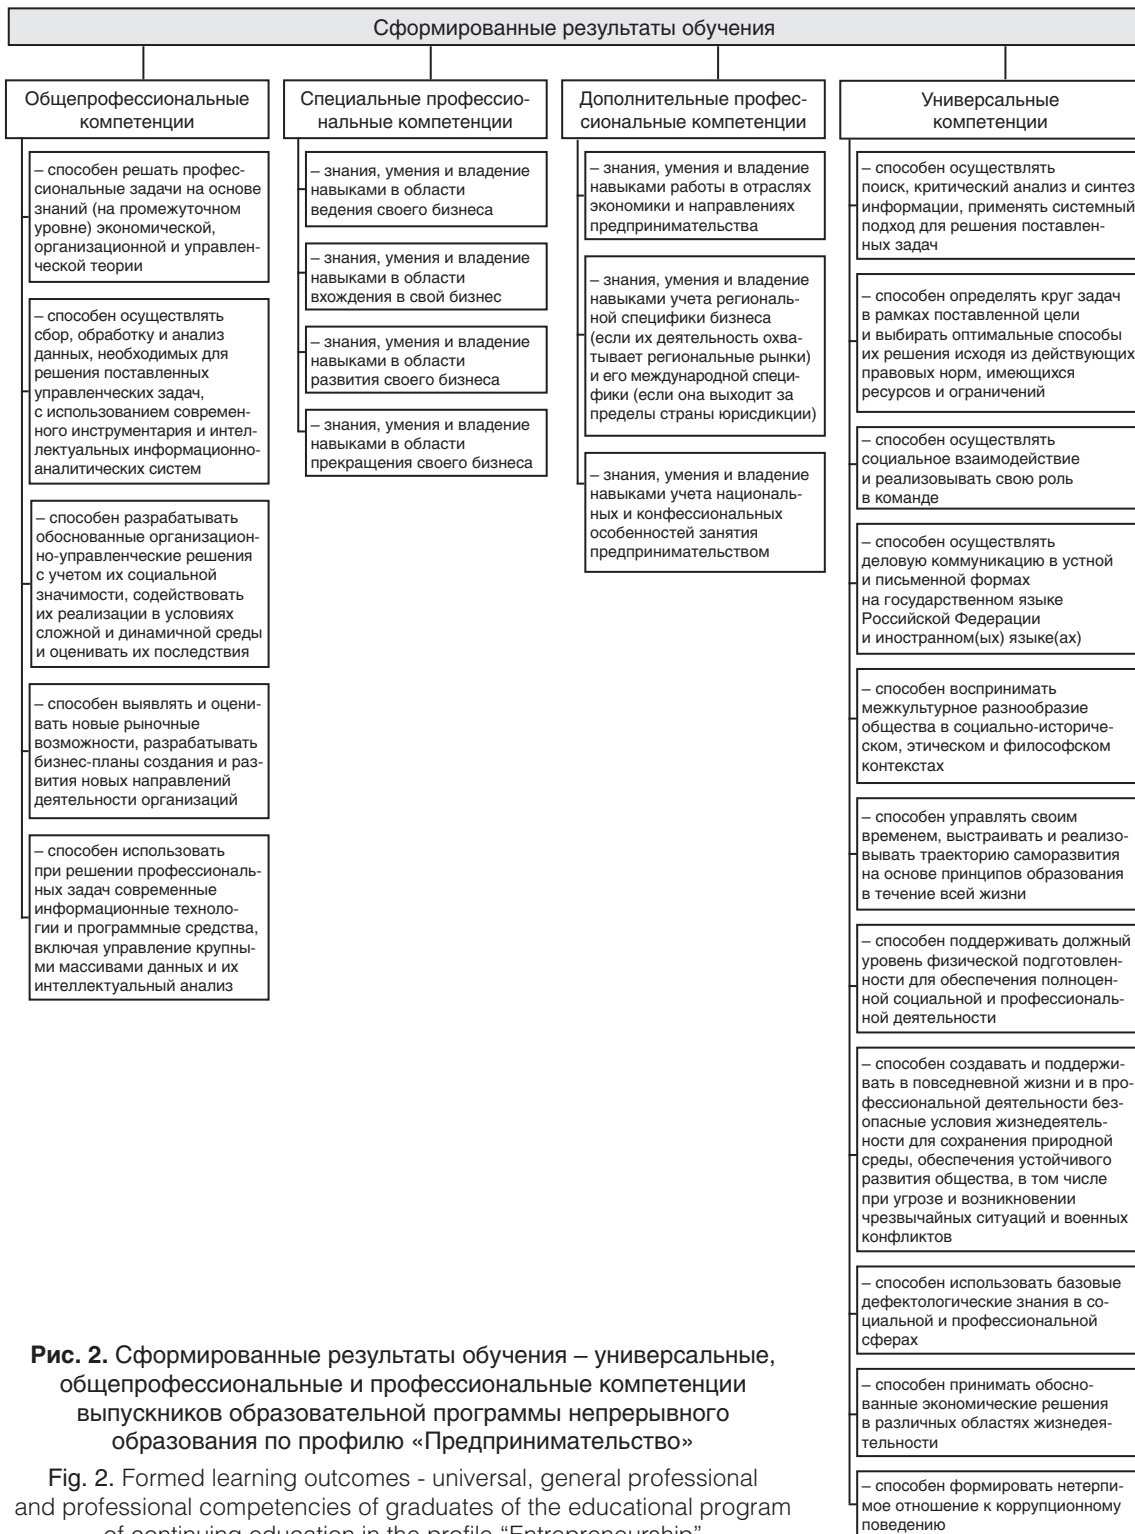 Сформированные результаты обучения
Общепрофессиональные
компетенции
– способен решать профес-
сиональные задачи на основе
знаний (на промежуточном
уровне) экономической,
организационной и управлен-
ческой теории
– способен осуществлять
сбор, обработку и анализ
данных, необходимых для
решения поставленных
управленческих задач,
с использованием современ-
ного инструментария и интел-
лектуальных информационно-
аналитических систем
– способен разрабатывать
обоснованные организацион-
но-управленческие решения
с учетом их социальной
значимости, содействовать
их реализации в условиях
сложной и динамичной среды
и оценивать их последствия
– способен выявлять и оцени-
вать новые рыночные
возможности, разрабатывать
бизнес-планы создания и раз-
вития новых направлений
деятельности организаций
– способен использовать
при решении профессиональ-
ных задач современные
информационные техноло-
гии и программные средства,
включая управление крупны-
ми массивами данных и их
интеллектуальный анализ
Специальные профессио-
нальные компетенции
– знания, умения и владение
навыками в области
ведения своего бизнеса
– знания, умения и владение
навыками в области
вхождения в свой бизнес
– знания, умения и владение
навыками в области
развития своего бизнеса
– знания, умения и владение
навыками в области
прекращения своего бизнеса
Дополнительные профес-
сиональные компетенции
– знания, умения и владение
навыками работы в отраслях
экономики и направлениях
предпринимательства
– знания, умения и владение
навыками учета региональ-
ной специфики бизнеса
(если их деятельность охва-
тывает региональные рынки)
и его международной специ-
фики (если она выходит за
пределы страны юрисдикции)
– знания, умения и владение
навыками учета националь-
ных и конфессиональных
особенностей занятия
предпринимательством
Универсальные
компетенции
– способен осуществлять
поиск, критический анализ и синтез
информации, применять системный
подход для решения поставлен-
ных задач
– способен определять круг задач
в рамках поставленной цели
и выбирать оптимальные способы
их решения исходя из действующих
правовых норм, имеющихся
ресурсов и ограничений
– способен осуществлять
социальное взаимодействие
и реализовывать свою роль
в команде
– способен осуществлять
деловую коммуникацию в устной
и письменной формах
на государственном языке
Российской Федерации
и иностранном(ых) языке(ах)
– способен воспринимать
межкультурное разнообразие
общества в социально-историче-
ском, этическом и философском
контекстах
– способен управлять своим
временем, выстраивать и реализо-
вывать траекторию саморазвития
на основе принципов образования
в течение всей жизни
– способен поддерживать должный
уровень физической подготовлен-
ности для обеспечения полноцен-
ной социальной и профессиональ-
ной деятельности
– способен создавать и поддержи-
вать в повседневной жизни и в про-
фессиональной деятельности без-
опасные условия жизнедеятель-
ности для сохранения природной
среды, обеспечения устойчивого
развития общества, в том числе
при угрозе и возникновении
чрезвычайных ситуаций и военных
конфликтов
– способен использовать базовые
дефектологические знания в со-
циальной и профессиональной
сферах
– способен принимать обосно-
ванные экономические решения
в различных областях жизнедея-
тельности
– способен формировать нетерпи-
мое отношение к коррупционному
поведению
Рис. 2. Сформированные результаты обучения – универсальные,
общепрофессиональные и профессиональные компетенции
выпускников образовательной программы непрерывного
образования по профилю «Предпринимательство»
Fig. 2. Formed learning outcomes - universal, general professional
and professional competencies of graduates of the educational program
of continuing education in the profile “Entrepreneurship”